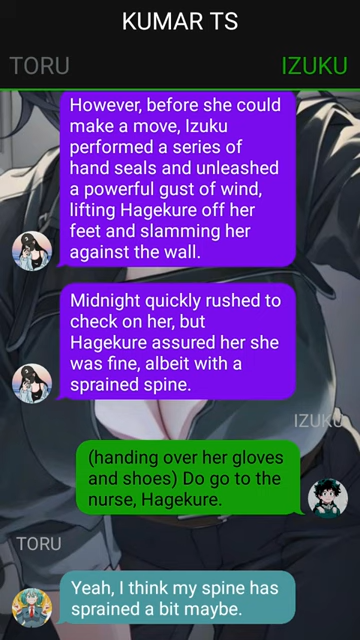 KUMAR TS
TORU
IZUKU
However, before she could
make a move, Izuku
performed a series of
hand seals and unleashed
a powerful gust of wind,
lifting Hagekure off her
feet and slamming her
against the wall.
Midnight quickly rushed to
check on her, but
Hagekure assured her she
was fine, albeit with a
sprained spine.
IZUKU
(handing over her gloves
and shoes) Do go to the
nurse, Hagekure.
TORU
Yeah, I think my spine has
sprained a bit maybe.